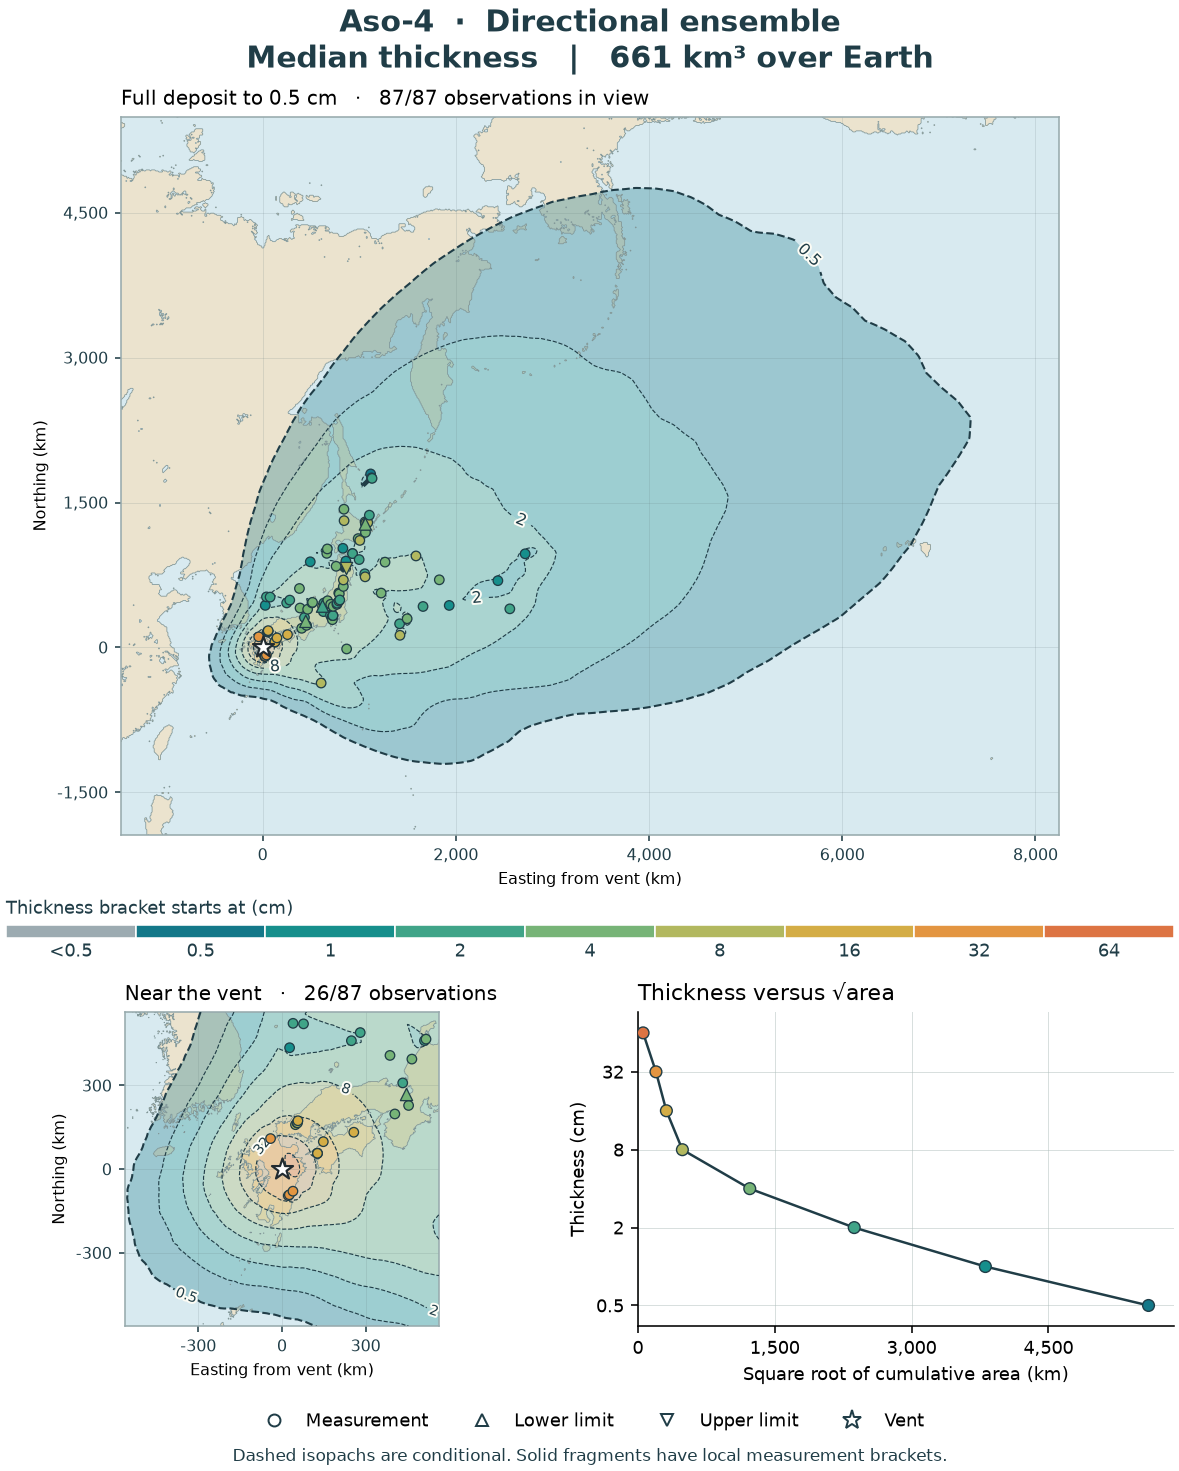 Aso-4 · Directional ensemble
Median thickness | 661 km³ over Earth
Full deposit to 0.5 cm · 87/87 observations in view
4,500
3,000
1,500
0
-1,500
Northing (km)
0.5
2
2
8
0
2,000
4,000
6,000
8,000
Easting from vent (km)
Thickness bracket starts at (cm)
<0.5
0.5
1
2
4
8
16
32
64
Near the vent · 26/87 observations
300
0
-300
Northing (km)
8
32
0.5
2
-300
0
300
Easting from vent (km)
Thickness versus √area
32
8
2
0.5
Thickness (cm)
0
1,500
3,000
4,500
Square root of cumulative area (km)
Measurement
Lower limit
Upper limit
Vent
Dashed isopachs are conditional. Solid fragments have local measurement brackets.